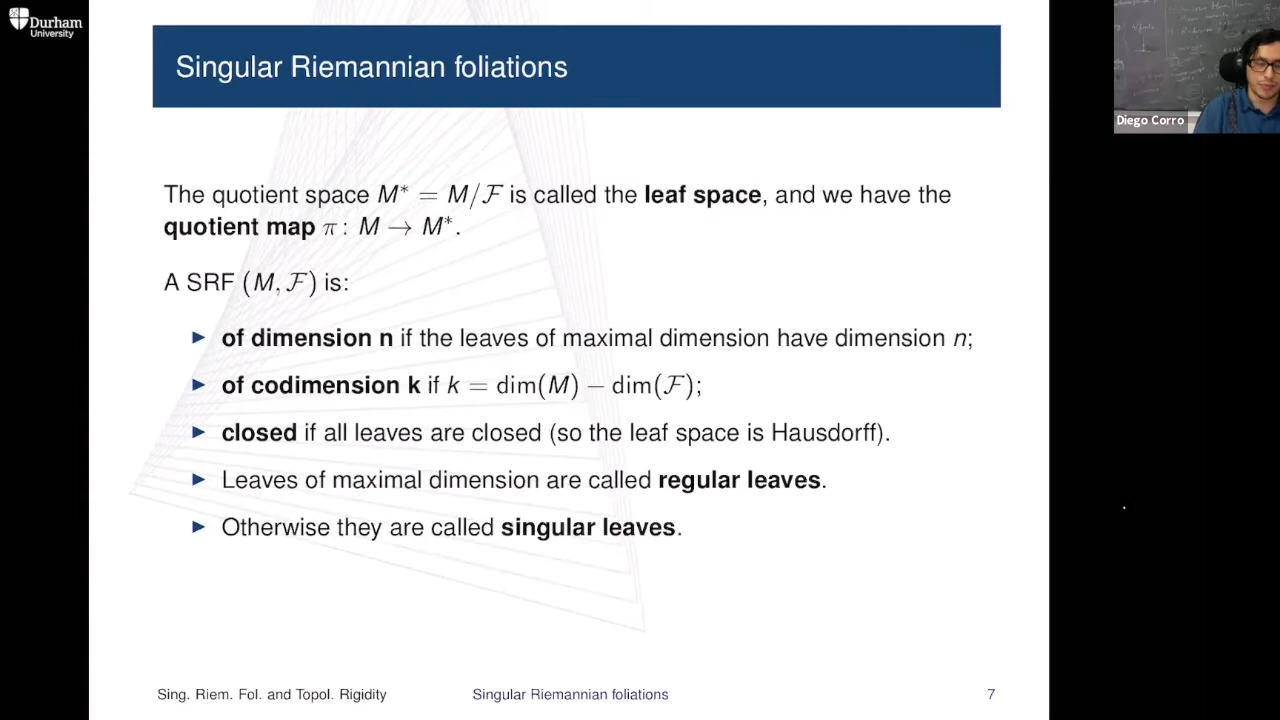 Durham
University
Singular Riemannian foliations
Diego Corro
The quotient space M* = M/ℱ is called the leaf space, and we have the
quotient map π : M → M*.
A SRF (M, ℱ) is:
▶ of dimension n if the leaves of maximal dimension have dimension n;
▶ of codimension k if k = dim(M) − dim(ℱ);
▶ closed if all leaves are closed (so the leaf space is Hausdorff).
▶ Leaves of maximal dimension are called regular leaves.
▶ Otherwise they are called singular leaves.
Sing. Riem. Fol. and Topol. Rigidity
Singular Riemannian foliations
7